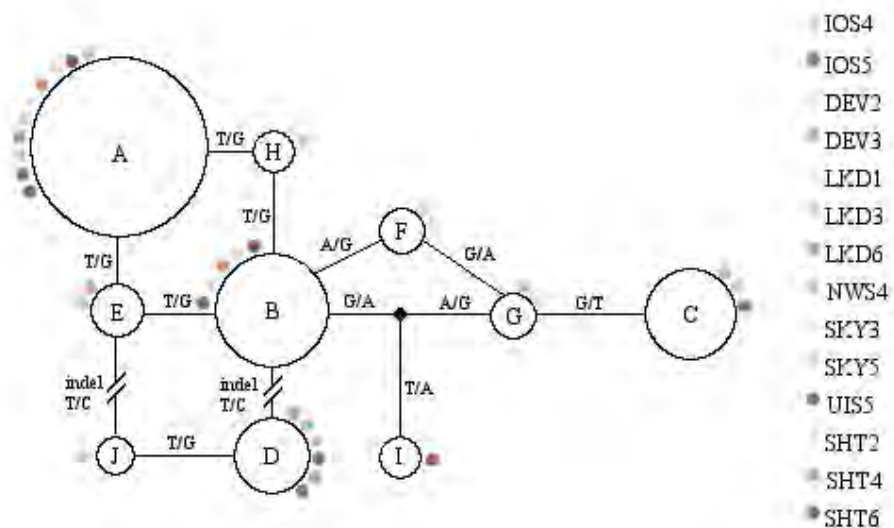 IOS4
IOS5
DEV2
DEV3
LKD1
LKD3
LKD6
NWS4
SKY3
SKY5
UIS5
SHT2
SHT4
SHT6
A
T/G
H
T/G
T/G
A/G
F
G/A
E
T/G
B
G/A
A/G
G
G/T
C
indel
T/C
indel
T/C
T/A
J
T/G
D
I